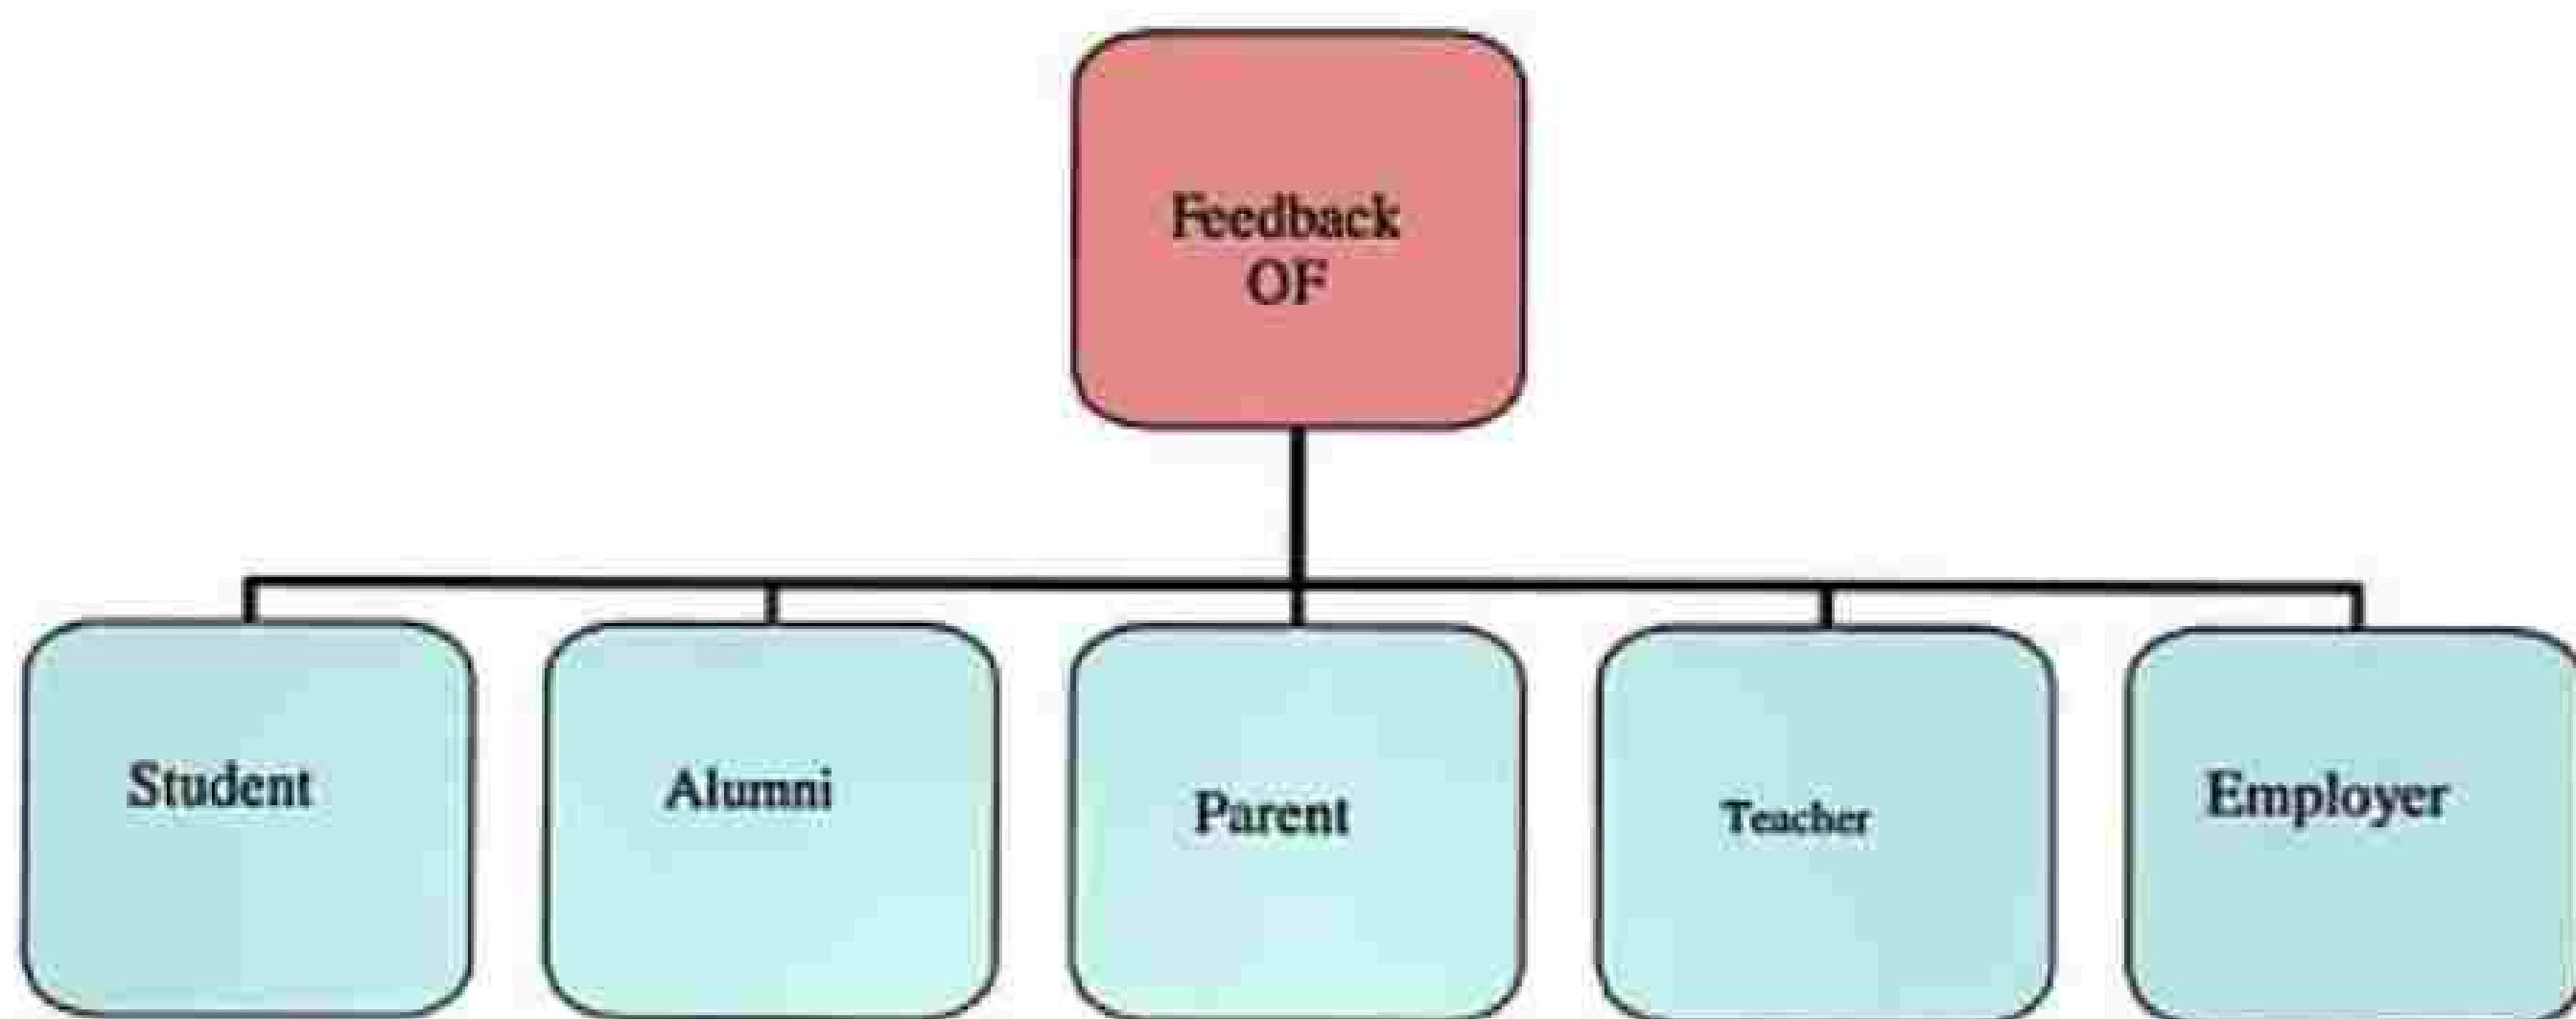 Feedback
OF
Student
Alumni
Parent
Teacher
Employer